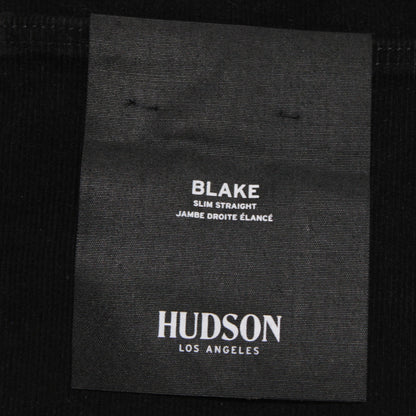 BLAKE
SLIM STRAIGHT
JAMBE DROITE ÉLANCÉ
HUDSON
LOS ANGELES